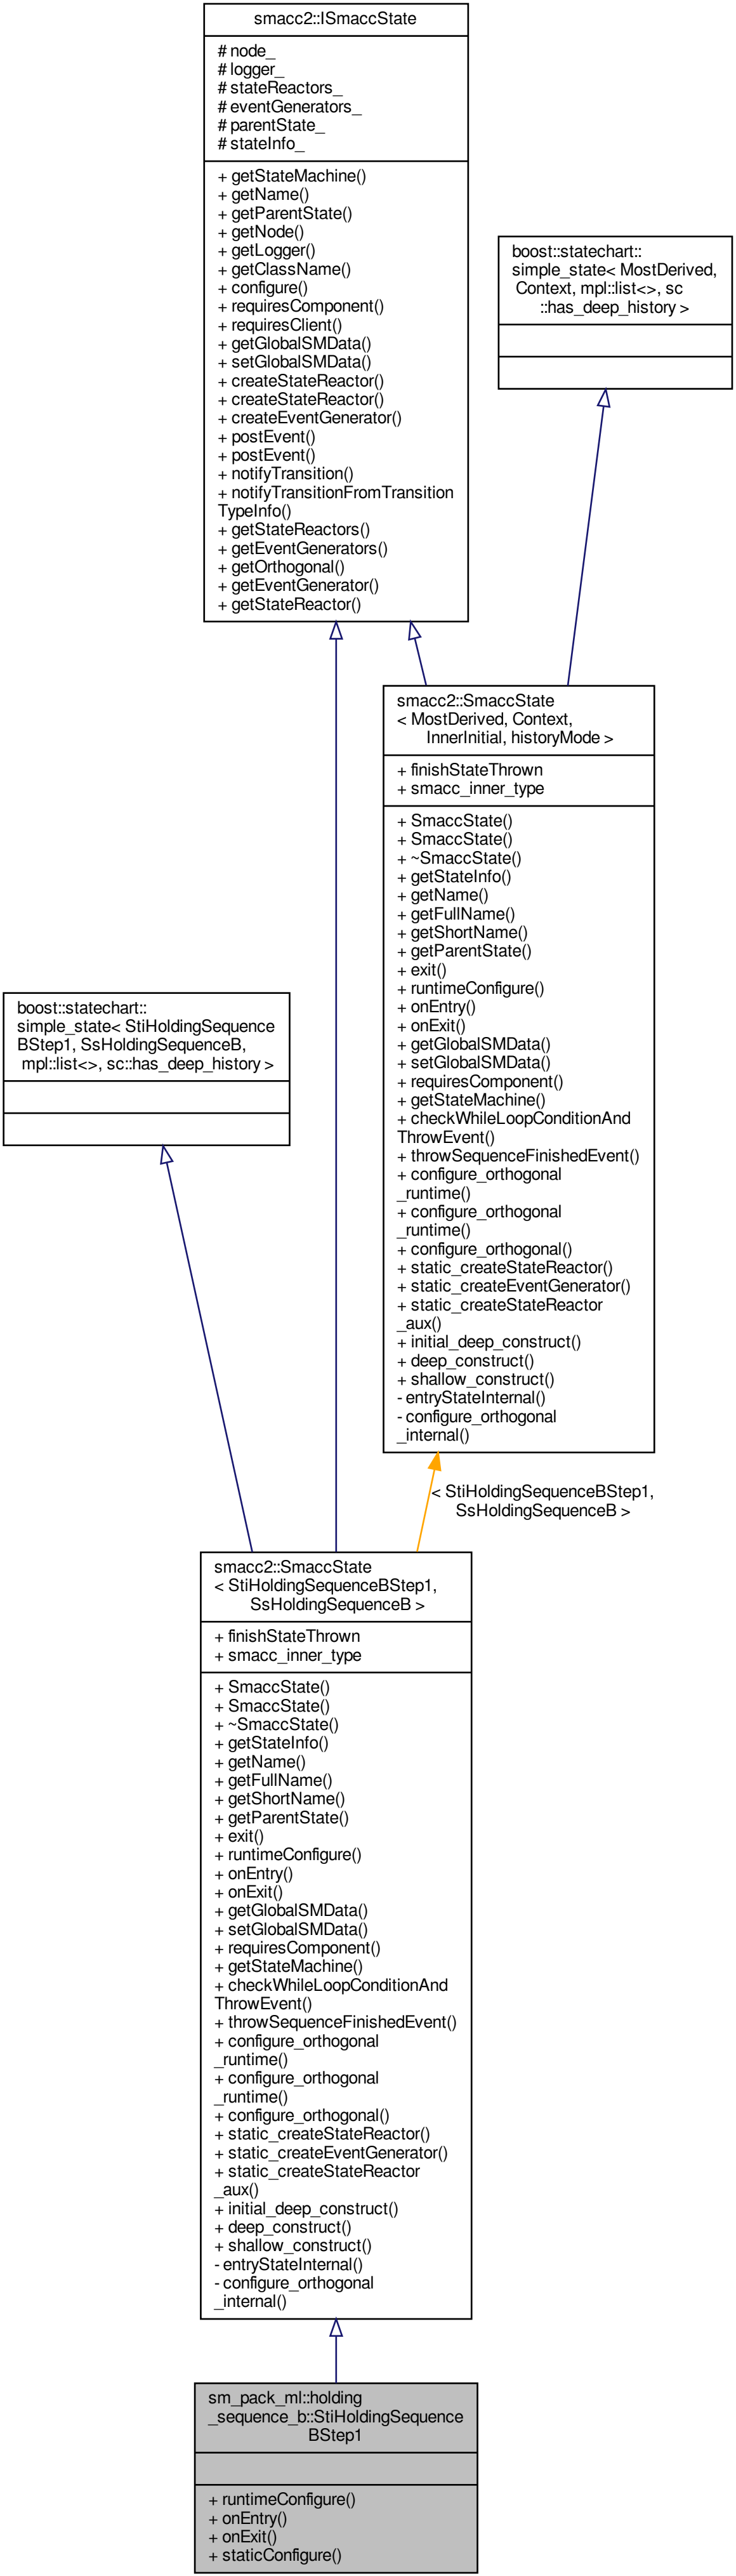 smacc2::ISmaccState
# node_
# logger_
# stateReactors_
# eventGenerators_
# parentState_
# stateInfo_
+ getStateMachine()
+ getName()
+ getParentState()
+ getNode()
+ getLogger()
+ getClassName()
+ configure()
+ requiresComponent()
+ requiresClient()
+ getGlobalSMData()
+ setGlobalSMData()
+ createStateReactor()
+ createStateReactor()
+ createEventGenerator()
+ postEvent()
+ postEvent()
+ notifyTransition()
+ notifyTransitionFromTransition
TypeInfo()
+ getStateReactors()
+ getEventGenerators()
+ getOrthogonal()
+ getEventGenerator()
+ getStateReactor()
boost::statechart::
simple_state< MostDerived,
Context, mpl::list<>, sc
::has_deep_history >
smacc2::SmaccState
< MostDerived, Context,
InnerInitial, historyMode >
+ finishStateThrown
+ smacc_inner_type
+ SmaccState()
+ SmaccState()
+ ~SmaccState()
+ getStateInfo()
+ getName()
+ getFullName()
+ getShortName()
+ getParentState()
+ exit()
+ runtimeConfigure()
+ onEntry()
+ onExit()
+ getGlobalSMData()
+ setGlobalSMData()
+ requiresComponent()
+ getStateMachine()
+ checkWhileLoopConditionAnd
ThrowEvent()
+ throwSequenceFinishedEvent()
+ configure_orthogonal
_runtime()
+ configure_orthogonal
_runtime()
+ configure_orthogonal()
+ static_createStateReactor()
+ static_createEventGenerator()
+ static_createStateReactor
_aux()
+ initial_deep_construct()
+ deep_construct()
+ shallow_construct()
- entryStateInternal()
- configure_orthogonal
_internal()
boost::statechart::
simple_state< StiHoldingSequence
BStep1, SsHoldingSequenceB,
mpl::list<>, sc::has_deep_history >
< StiHoldingSequenceBStep1,
SsHoldingSequenceB >
smacc2::SmaccState
< StiHoldingSequenceBStep1,
SsHoldingSequenceB >
+ finishStateThrown
+ smacc_inner_type
+ SmaccState()
+ SmaccState()
+ ~SmaccState()
+ getStateInfo()
+ getName()
+ getFullName()
+ getShortName()
+ getParentState()
+ exit()
+ runtimeConfigure()
+ onEntry()
+ onExit()
+ getGlobalSMData()
+ setGlobalSMData()
+ requiresComponent()
+ getStateMachine()
+ checkWhileLoopConditionAnd
ThrowEvent()
+ throwSequenceFinishedEvent()
+ configure_orthogonal
_runtime()
+ configure_orthogonal
_runtime()
+ configure_orthogonal()
+ static_createStateReactor()
+ static_createEventGenerator()
+ static_createStateReactor
_aux()
+ initial_deep_construct()
+ deep_construct()
+ shallow_construct()
- entryStateInternal()
- configure_orthogonal
_internal()
sm_pack_ml::holding
_sequence_b::StiHoldingSequence
BStep1
+ runtimeConfigure()
+ onEntry()
+ onExit()
+ staticConfigure()